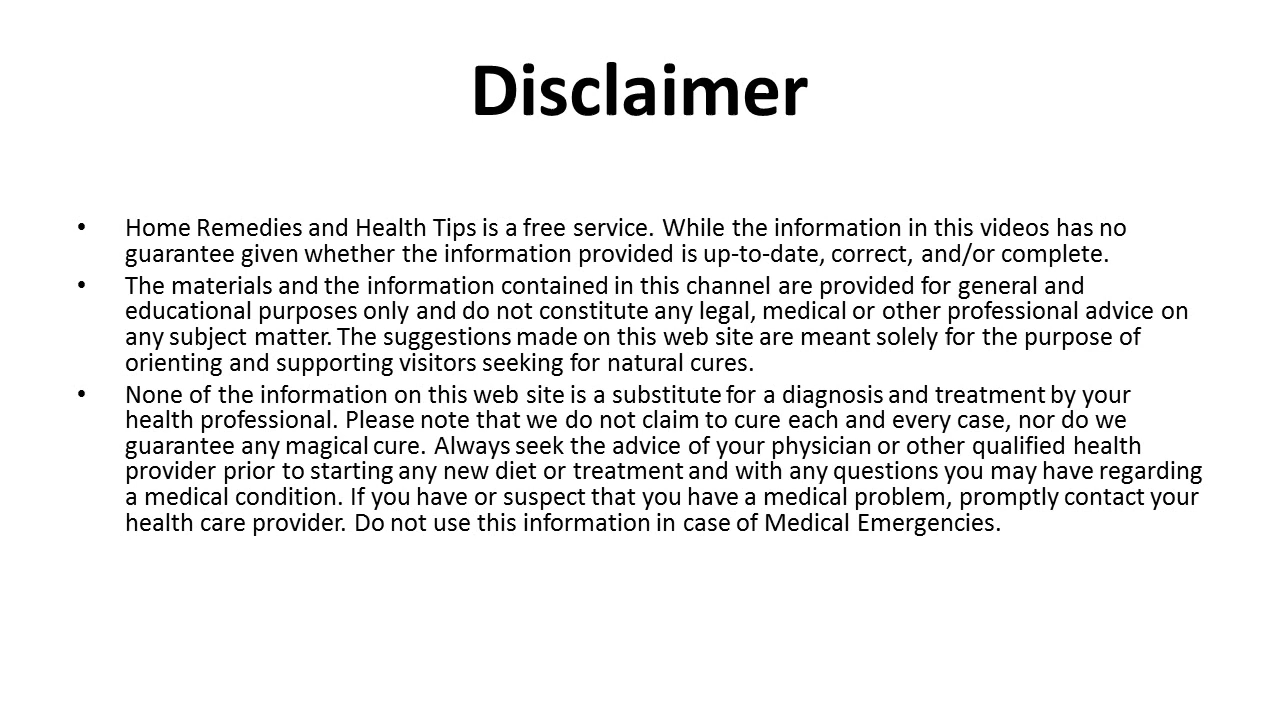 Disclaimer
• Home Remedies and Health Tips is a free service. While the information in this videos has no
guarantee given whether the information provided is up-to-date, correct, and/or complete.
• The materials and the information contained in this channel are provided for general and
educational purposes only and do not constitute any legal, medical or other professional advice on
any subject matter. The suggestions made on this web site are meant solely for the purpose of
orienting and supporting visitors seeking for natural cures.
• None of the information on this web site is a substitute for a diagnosis and treatment by your
health professional. Please note that we do not claim to cure each and every case, nor do we
guarantee any magical cure. Always seek the advice of your physician or other qualified health
provider prior to starting any new diet or treatment and with any questions you may have regarding
a medical condition. If you have or suspect that you have a medical problem, promptly contact your
health care provider. Do not use this information in case of Medical Emergencies.